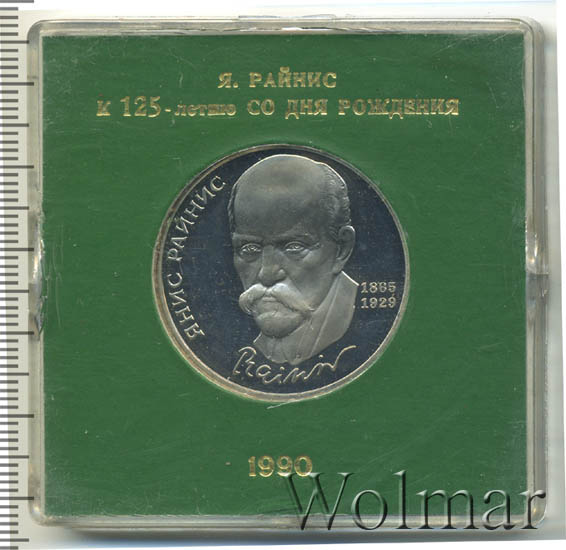 Я. РАЙНИС
К 125-летию СО ДНЯ РОЖДЕНИЯ
ЯНИС РАЙНИС
1865
1929
Rainis
1990
Wolmar